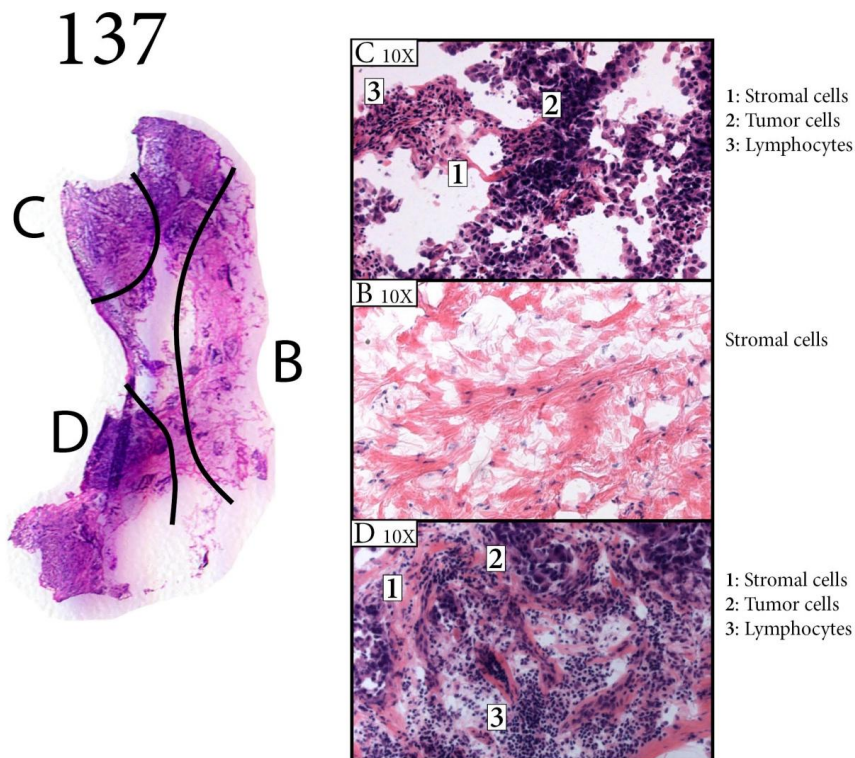 137
C
B
D
C 10X
3
2
1
1: Stromal cells
2: Tumor cells
3: Lymphocytes
B 10X
Stromal cells
D 10X
1
2
3
1: Stromal cells
2: Tumor cells
3: Lymphocytes